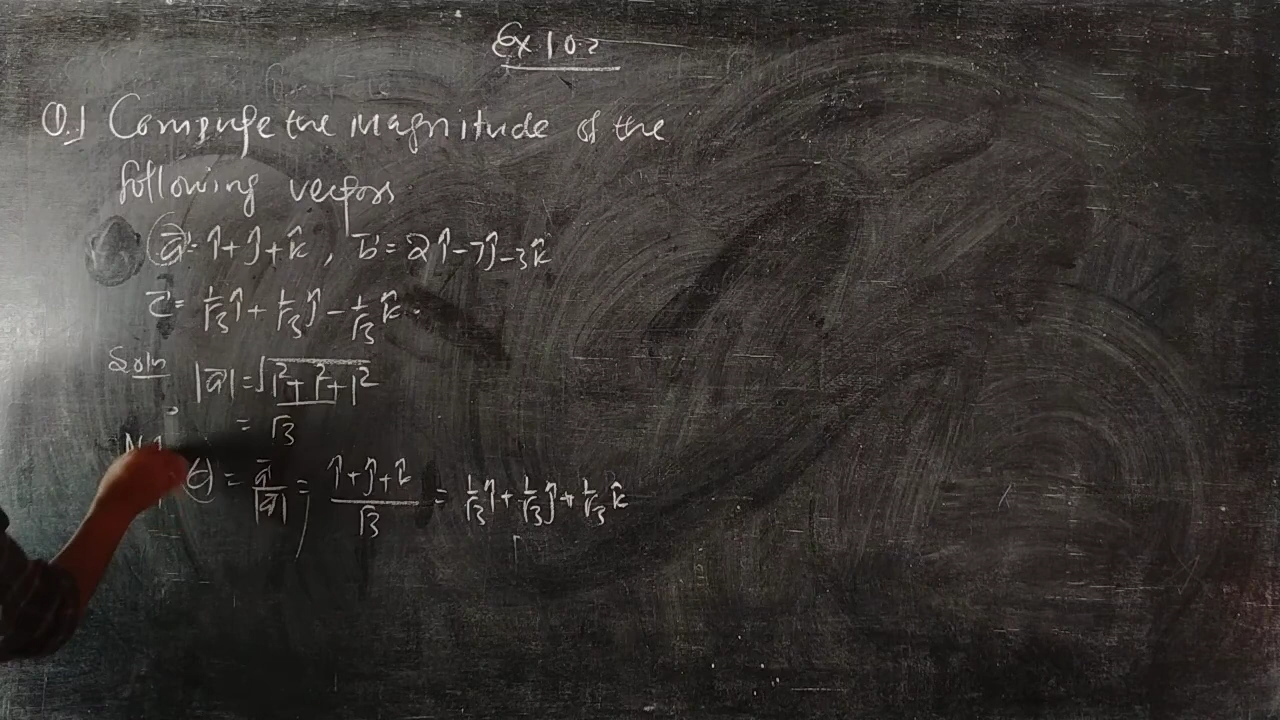 Ex 10.2
Q.1 Compute the magnitude of the
following vectors
a⃗ = î + ĵ + k̂, b⃗ = 2î - 7ĵ - 3k̂
c⃗ = 1/√3 î + 1/√3 ĵ - 1/√3 k̂.
Soln |a⃗| = √1² + 1² + 1²
= √3
= a⃗/|a⃗| = î + ĵ + k̂/√3 = 1/√3 î + 1/√3 ĵ + 1/√3 k̂